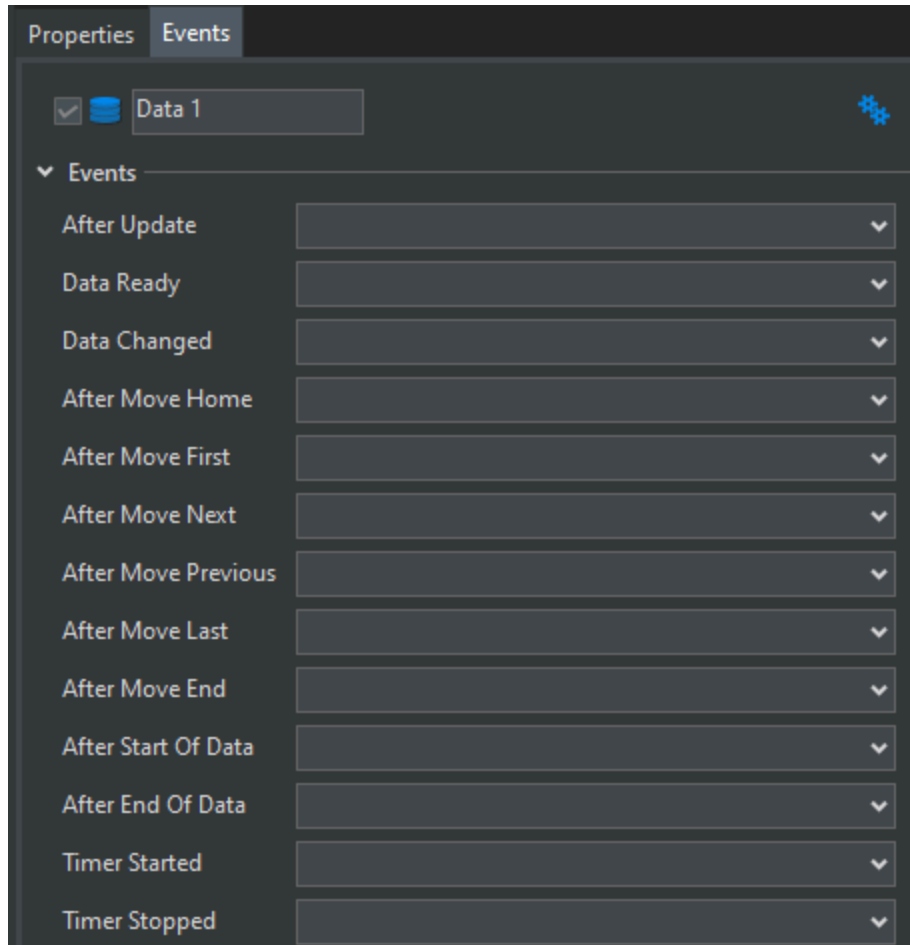 Properties Events
Data 1
Events
After Update
Data Ready
Data Changed
After Move Home
After Move First
After Move Next
After Move Previous
After Move Last
After Move End
After Start Of Data
After End Of Data
Timer Started
Timer Stopped